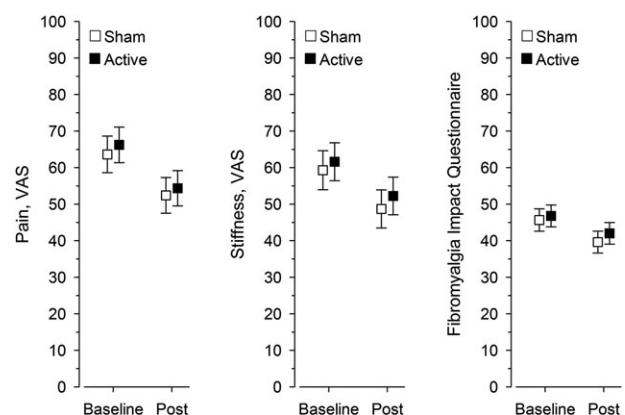 Pain, VAS
100
90
80
70
60
50
40
30
20
10
0
Sham
Active
Baseline Post
Stiffness, VAS
100
90
80
70
60
50
40
30
20
10
0
Sham
Active
Baseline Post
Fibromyalgia Impact Questionnaire
100
90
80
70
60
50
40
30
20
10
0
Sham
Active
Baseline Post